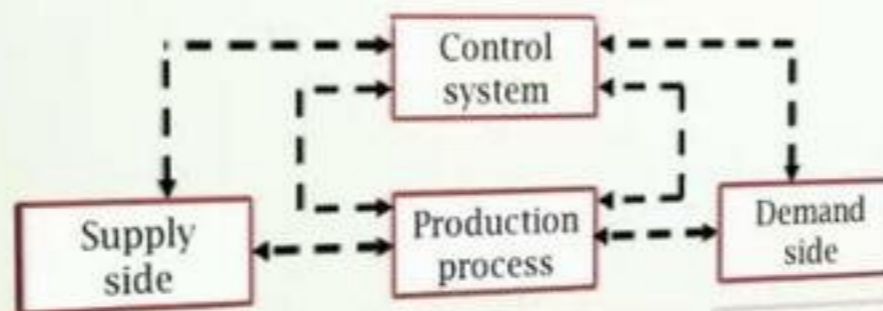 Control
system
Supply
side
Production
process
Demand
side